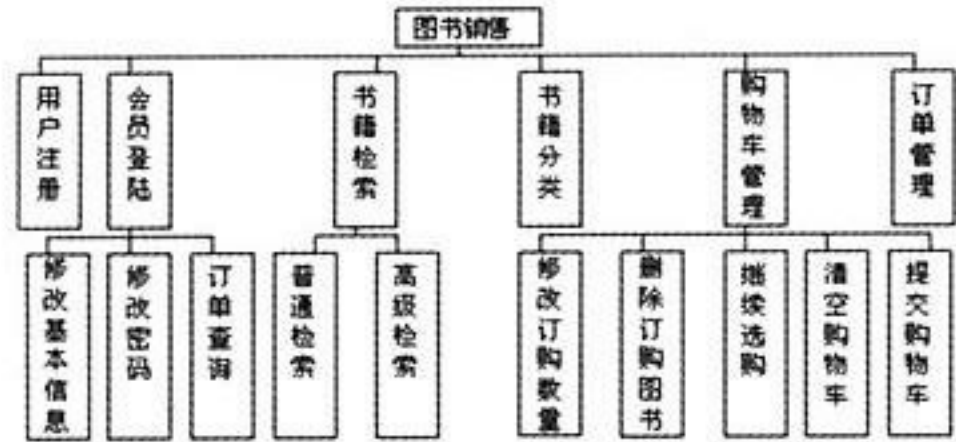 图书销售
用户注册
会员登陆
书籍检索
书籍分类
购物车管理
订单管理
修改基本信息
修改密码
订单查询
普通检索
高级检索
修改订购数量
删除订购图书
继续选购
清空购物车
提交购物车